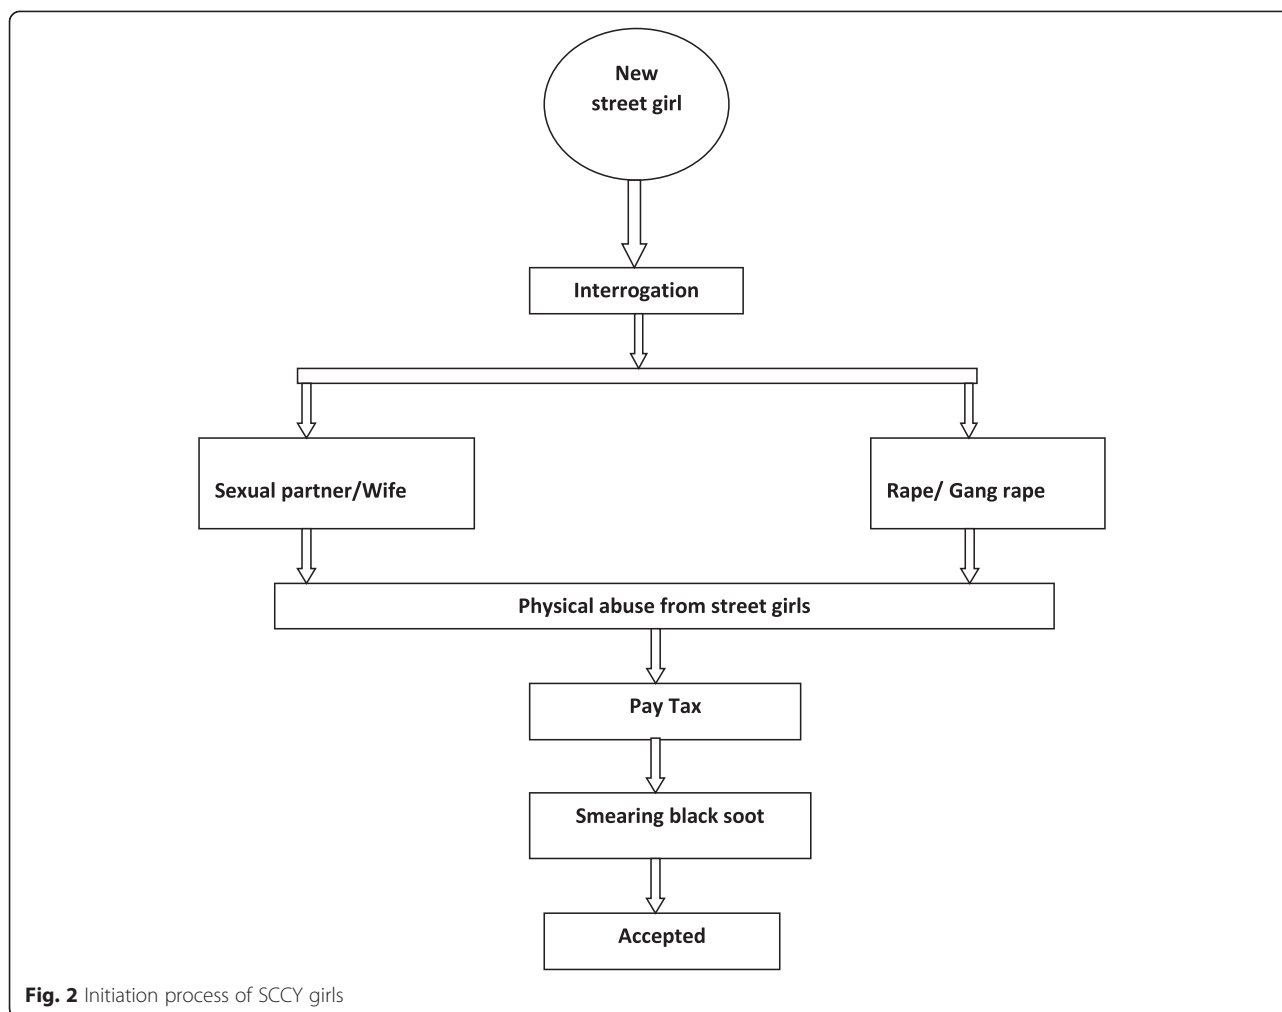 New
street girl
Interrogation
Sexual partner/Wife
Rape/ Gang rape
Physical abuse from street girls
Pay Tax
Smearing black soot
Accepted
Fig. 2 Initiation process of SCCY girls